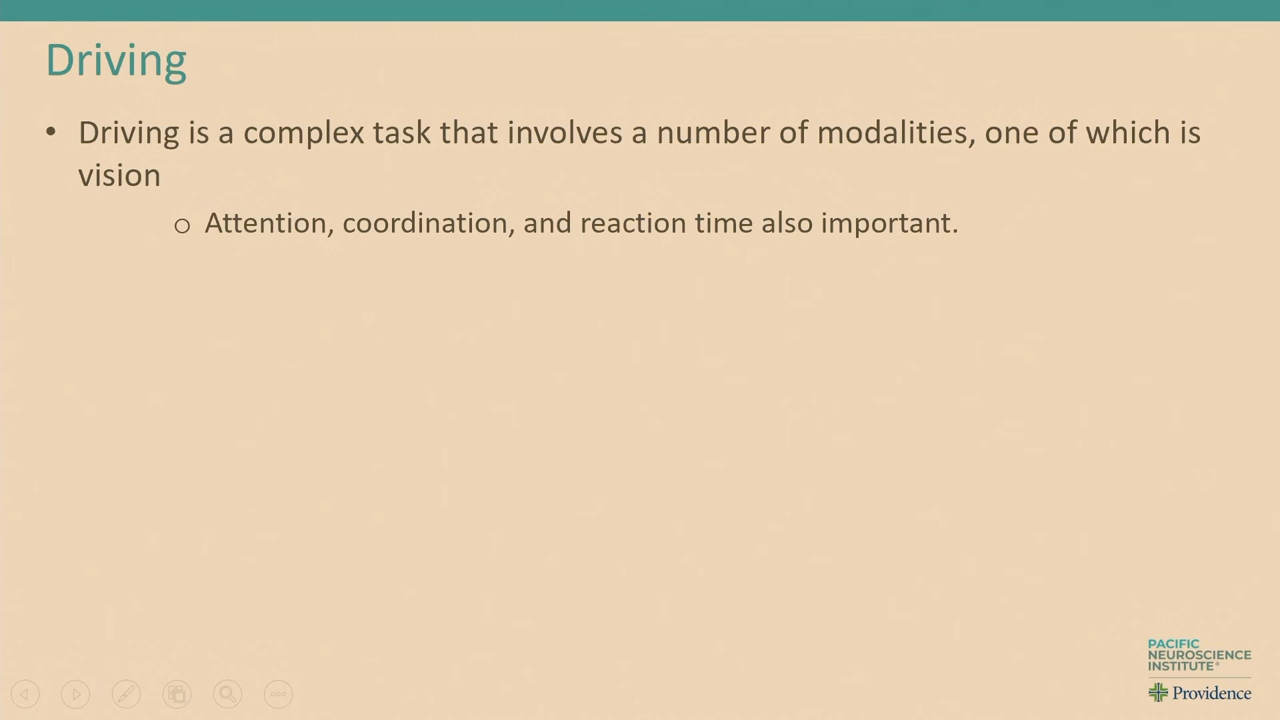 Driving
• Driving is a complex task that involves a number of modalities, one of which is
vision
o Attention, coordination, and reaction time also important.
PACIFIC
NEUROSCIENCE
INSTITUTE®
Providence